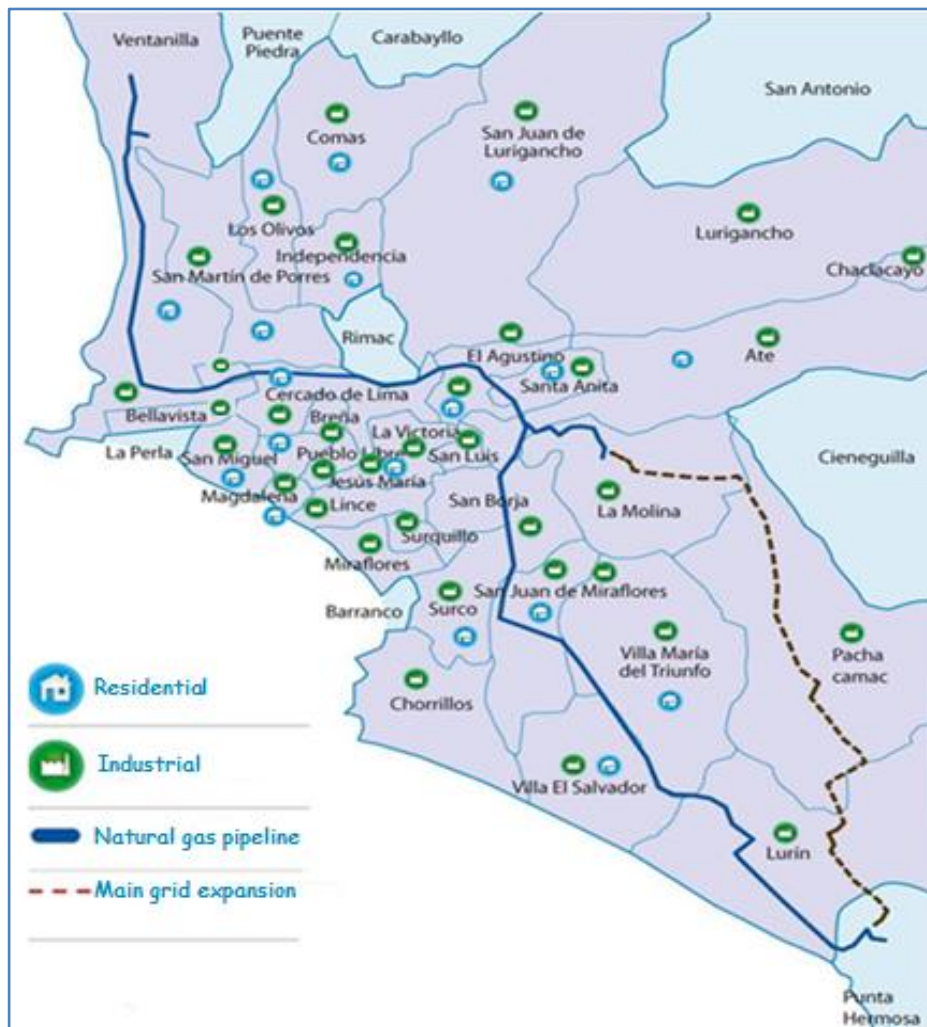 Ventanilla
Puente
Piedra
Carabayllo
San Antonio
Comas
San Juan de
Lurigancho
Los Olivos
Lurigancho
Independencia
San Martín de Porres
Chaclacayo
Rimac
El Agustino
Ate
Santa Anita
Cercado de Lima
Bellavista
Breña
La Victoria
La Perla
San Miguel
Pueblo Libre
San Luis
Cieneguilla
Jesús María
Magdalena
Lince
San Borja
La Molina
Surquillo
Miraflores
San Juan de Miraflores
Barranco
Surco
Villa María
del Triunfo
Pacha
camac
Chorrillos
Villa El Salvador
Lurín
Punta
Hermosa
Residential
Industrial
Natural gas pipeline
Main grid expansion